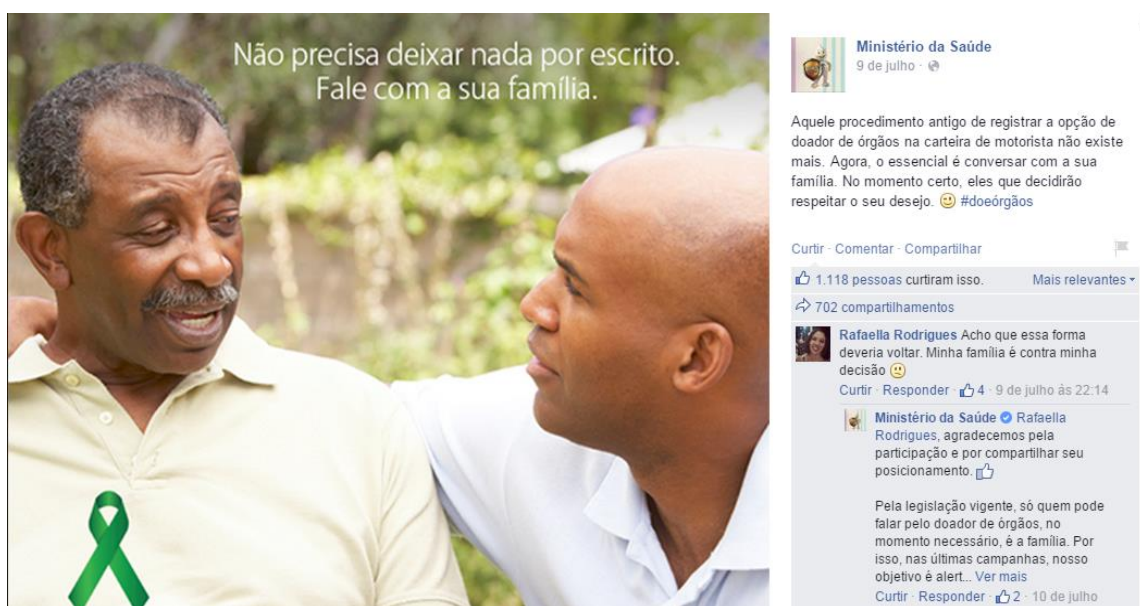 Não precisa deixar nada por escrito.
Fale com a sua família.
Ministério da Saúde
9 de julho ·
Aquele procedimento antigo de registrar a opção de
doador de órgãos na carteira de motorista não existe
mais. Agora, o essencial é conversar com a sua
família. No momento certo, eles que decidirão
respeitar o seu desejo. #doeórgãos
Curtir · Comentar · Compartilhar
1.118 pessoas curtiram isso. Mais relevantes
702 compartilhamentos
Rafaella Rodrigues Acho que essa forma
deveria voltar. Minha família é contra minha
decisão
Curtir · Responder · 4 · 9 de julho às 22:14
Ministério da Saúde Rafaella
Rodrigues, agradecemos pela
participação e por compartilhar seu
posicionamento.
Pela legislação vigente, só quem pode
falar pelo doador de órgãos, no
momento necessário, é a família. Por
isso, nas últimas campanhas, nosso
objetivo é alert... Ver mais
Curtir · Responder · 2 · 10 de julho